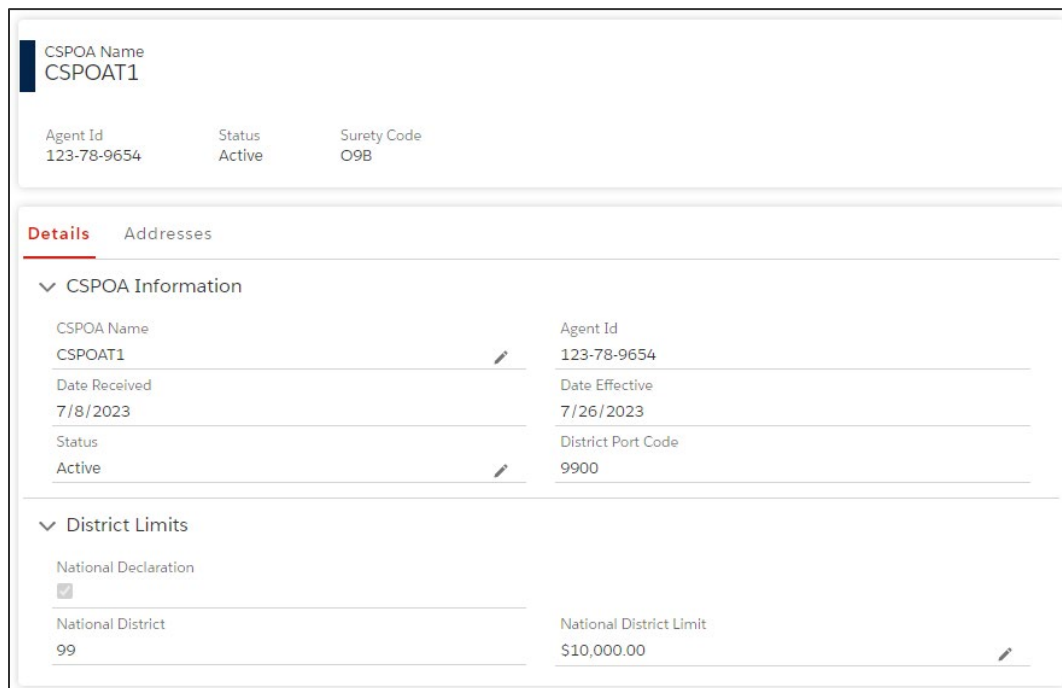 CSPOA Name
CSPOAT1
Agent Id Status Surety Code
123-78-9654 Active O9B
Details Addresses
CSPOA Information
CSPOA Name Agent Id
CSPOAT1 123-78-9654
Date Received Date Effective
7/8/2023 7/26/2023
Status District Port Code
Active 9900
District Limits
National Declaration
National District National District Limit
99 $10,000.00